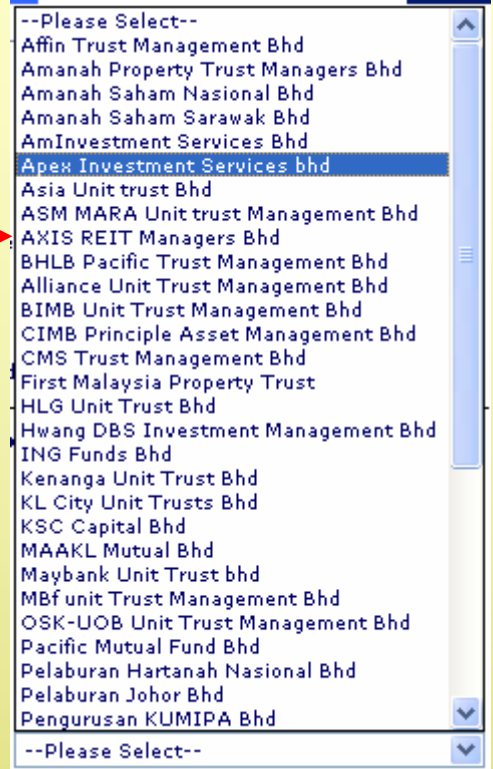 --Please Select--
Affin Trust Management Bhd
Amanah Property Trust Managers Bhd
Amanah Saham Nasional Bhd
Amanah Saham Sarawak Bhd
AmInvestment Services Bhd
Apex Investment Services bhd
Asia Unit trust Bhd
ASM MARA Unit trust Management Bhd
AXIS REIT Managers Bhd
BHLB Pacific Trust Management Bhd
Alliance Unit Trust Management Bhd
BIMB Unit Trust Management Bhd
CIMB Principle Asset Management Bhd
CMS Trust Management Bhd
First Malaysia Property Trust
HLG Unit Trust Bhd
Hwang DBS Investment Management Bhd
ING Funds Bhd
Kenanga Unit Trust Bhd
KL City Unit Trusts Bhd
KSC Capital Bhd
MAAKL Mutual Bhd
Maybank Unit Trust bhd
MBf unit Trust Management Bhd
OSK-UOB Unit Trust Management Bhd
Pacific Mutual Fund Bhd
Pelaburan Hartanah Nasional Bhd
Pelaburan Johor Bhd
Pengurusan KUMIPA Bhd
--Please Select--